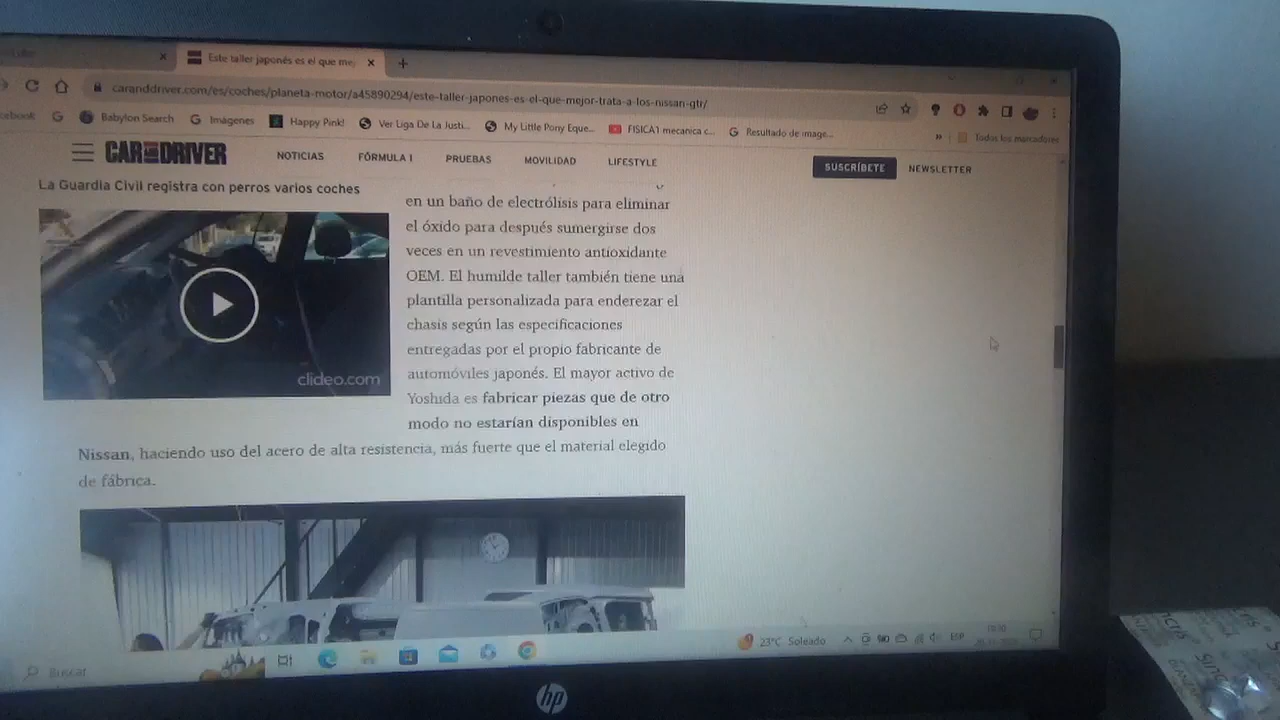 Este taller japonés es el que me
caranddriver.com/es/coches/planeta-motor/a45890294/este-taller-japones-es-el-que-mejor-trata-a-los-nissan-gtr/
Babylon Search
Imágenes
Happy Pink!
Ver Liga De La Justi...
My Little Pony Eque...
FISICA1 mecanica c...
Resultado de image...
»
Todos los marcadores
CAR AND DRIVER
NOTICIAS
FÓRMULA 1
PRUEBAS
MOVILIDAD
LIFESTYLE
SUSCRÍBETE
NEWSLETTER
La Guardia Civil registra con perros varios coches
clideo.com
en un baño de electrólisis para eliminar
el óxido para después sumergirse dos
veces en un revestimiento antioxidante
OEM. El humilde taller también tiene una
plantilla personalizada para enderezar el
chasis según las especificaciones
entregadas por el propio fabricante de
automóviles japonés. El mayor activo de
Yoshida es fabricar piezas que de otro
modo no estarían disponibles en
Nissan, haciendo uso del acero de alta resistencia, más fuerte que el material elegido
de fábrica.
Buscar
23°C Soleado
ESP
hp